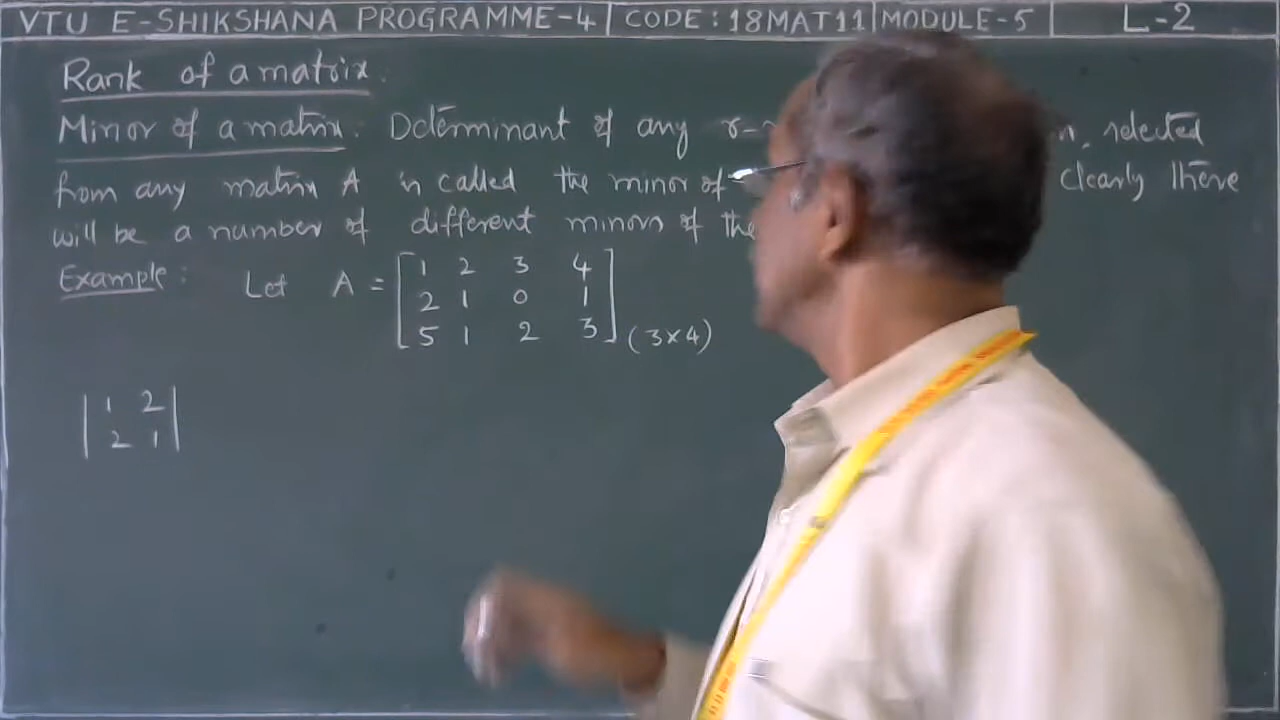 VTU E-SHIKSHANA PROGRAMME-4 | CODE: 18MAT11 | MODULE-5 | L-2
Rank of a matrix.
Minor of a matrix. Determinant of any r- selected
from any matrix A is called the minor of clearly there
will be a number of different minors of the
Example: Let A = [1 2 3 4
2 1 0 1
5 1 2 3] (3×4)
|1 2
2 1|